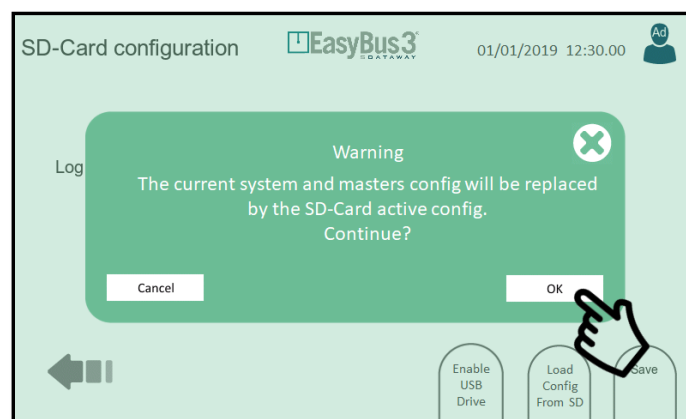 SD-Card configuration
EasyBus3
DATAWAY
01/01/2019 12:30.00
Ad
Log
Warning
The current system and masters config will be replaced
by the SD-Card active config.
Continue?
Cancel
OK
Enable
USB
Drive
Load
Config
From SD
Save